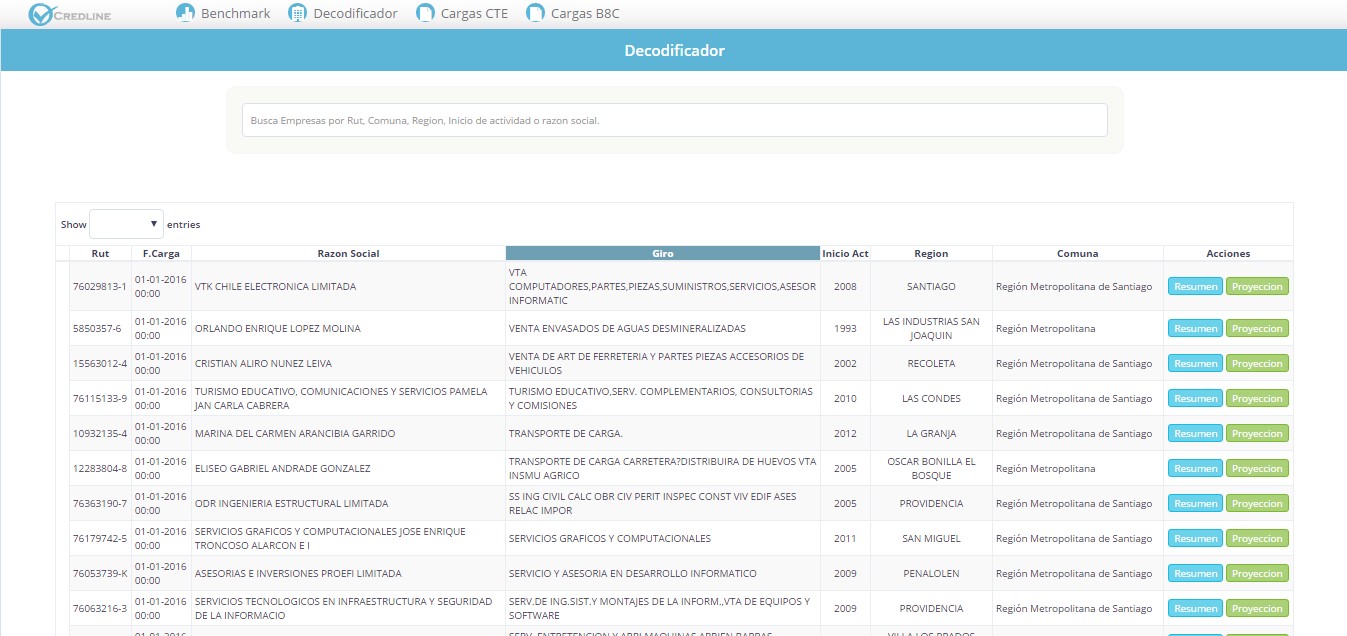 CREDLINE Benchmark Decodificador Cargas CTE Cargas B8C
Decodificador
Busca Empresas por Rut, Comuna, Region, Inicio de actividad o razon social.
Show entries
Rut F.Carga Razon Social Giro Inicio Act Region Comuna Acciones
76029813-1 01-01-2016 00:00 VTK CHILE ELECTRONICA LIMITADA VTA COMPUTADORES,PARTES,PIEZAS,SUMINISTROS,SERVICIOS,ASESOR INFORMATIC 2008 SANTIAGO Región Metropolitana de Santiago Resumen Proyeccion
5850357-6 01-01-2016 00:00 ORLANDO ENRIQUE LOPEZ MOLINA VENTA ENVASADOS DE AGUAS DESMINERALIZADAS 1993 LAS INDUSTRIAS SAN JOAQUIN Región Metropolitana Resumen Proyeccion
15563012-4 01-01-2016 00:00 CRISTIAN ALIRO NUNEZ LEIVA VENTA DE ART DE FERRETERIA Y PARTES PIEZAS ACCESORIOS DE VEHICULOS 2002 RECOLETA Región Metropolitana de Santiago Resumen Proyeccion
76115133-9 01-01-2016 00:00 TURISMO EDUCATIVO, COMUNICACIONES Y SERVICIOS PAMELA JAN CARLA CABRERA TURISMO EDUCATIVO,SERV. COMPLEMENTARIOS, CONSULTORIAS Y COMISIONES 2010 LAS CONDES Región Metropolitana de Santiago Resumen Proyeccion
10932135-4 01-01-2016 00:00 MARINA DEL CARMEN ARANCIBIA GARRIDO TRANSPORTE DE CARGA. 2012 LA GRANJA Región Metropolitana de Santiago Resumen Proyeccion
12283804-8 01-01-2016 00:00 ELISEO GABRIEL ANDRADE GONZALEZ TRANSPORTE DE CARGA CARRETERA?DISTRIBUIRA DE HUEVOS VTA INSMU AGRICO 2005 OSCAR BONILLA EL BOSQUE Región Metropolitana Resumen Proyeccion
76363190-7 01-01-2016 00:00 ODR INGENIERIA ESTRUCTURAL LIMITADA SS ING CIVIL CALC OBR CIV PERIT INSPEC CONST VIV EDIF ASES RELAC IMPOR 2005 PROVIDENCIA Región Metropolitana de Santiago Resumen Proyeccion
76179742-5 01-01-2016 00:00 SERVICIOS GRAFICOS Y COMPUTACIONALES JOSE ENRIQUE TRONCOSO ALARCON E I SERVICIOS GRAFICOS Y COMPUTACIONALES 2011 SAN MIGUEL Región Metropolitana de Santiago Resumen Proyeccion
76053739-K 01-01-2016 00:00 ASESORIAS E INVERSIONES PROEFI LIMITADA SERVICIO Y ASESORIA EN DESARROLLO INFORMATICO 2009 PENALOLEN Región Metropolitana de Santiago Resumen Proyeccion
76063216-3 01-01-2016 00:00 SERVICIOS TECNOLOGICOS EN INFRAESTRUCTURA Y SEGURIDAD DE LA INFORMACIO SERV.DE ING.SIST.Y MONTAJES DE LA INFORM.,VTA DE EQUIPOS Y SOFTWARE 2009 PROVIDENCIA Región Metropolitana de Santiago Resumen Proyeccion